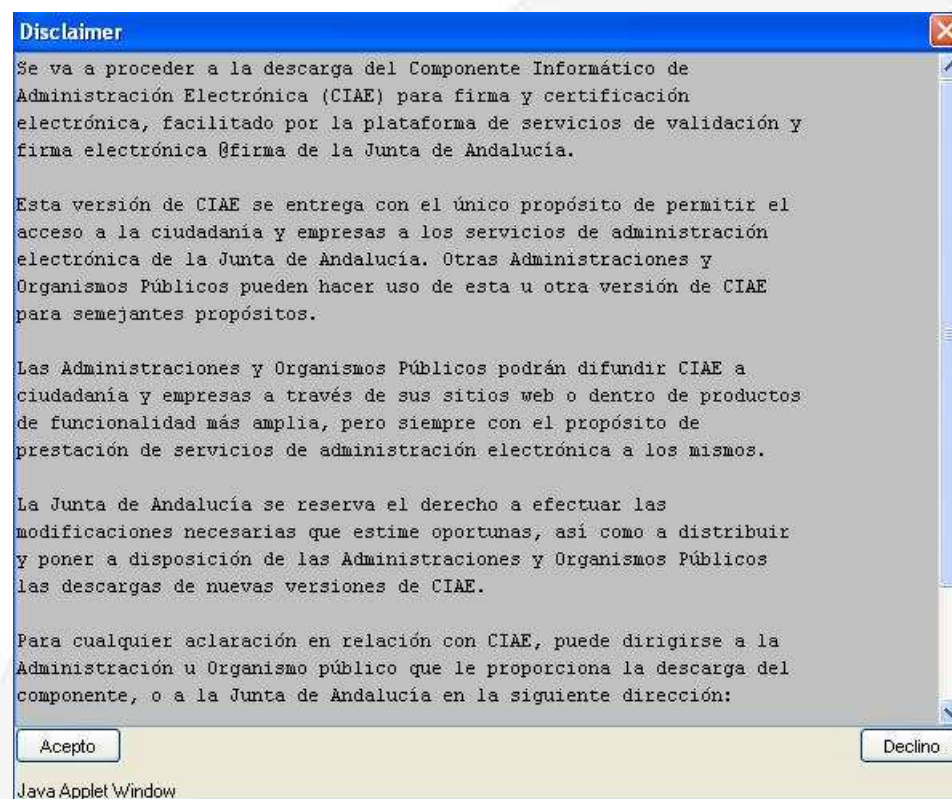 Disclaimer
Se va a proceder a la descarga del Componente Informático de
Administración Electrónica (CIAE) para firma y certificación
electrónica, facilitado por la plataforma de servicios de validación y
firma electrónica @firma de la Junta de Andalucía.
Esta versión de CIAE se entrega con el único propósito de permitir el
acceso a la ciudadanía y empresas a los servicios de administración
electrónica de la Junta de Andalucía. Otras Administraciones y
Organismos Públicos pueden hacer uso de esta u otra versión de CIAE
para semejantes propósitos.
Las Administraciones y Organismos Públicos podrán difundir CIAE a
ciudadanía y empresas a través de sus sitios web o dentro de productos
de funcionalidad más amplia, pero siempre con el propósito de
prestación de servicios de administración electrónica a los mismos.
La Junta de Andalucía se reserva el derecho a efectuar las
modificaciones necesarias que estime oportunas, así como a distribuir
y poner a disposición de las Administraciones y Organismos Públicos
las descargas de nuevas versiones de CIAE.
Para cualquier aclaración en relación con CIAE, puede dirigirse a la
Administración u Organismo público que le proporciona la descarga del
componente, o a la Junta de Andalucía en la siguiente dirección:
Acepto
Declino
Java Applet Window